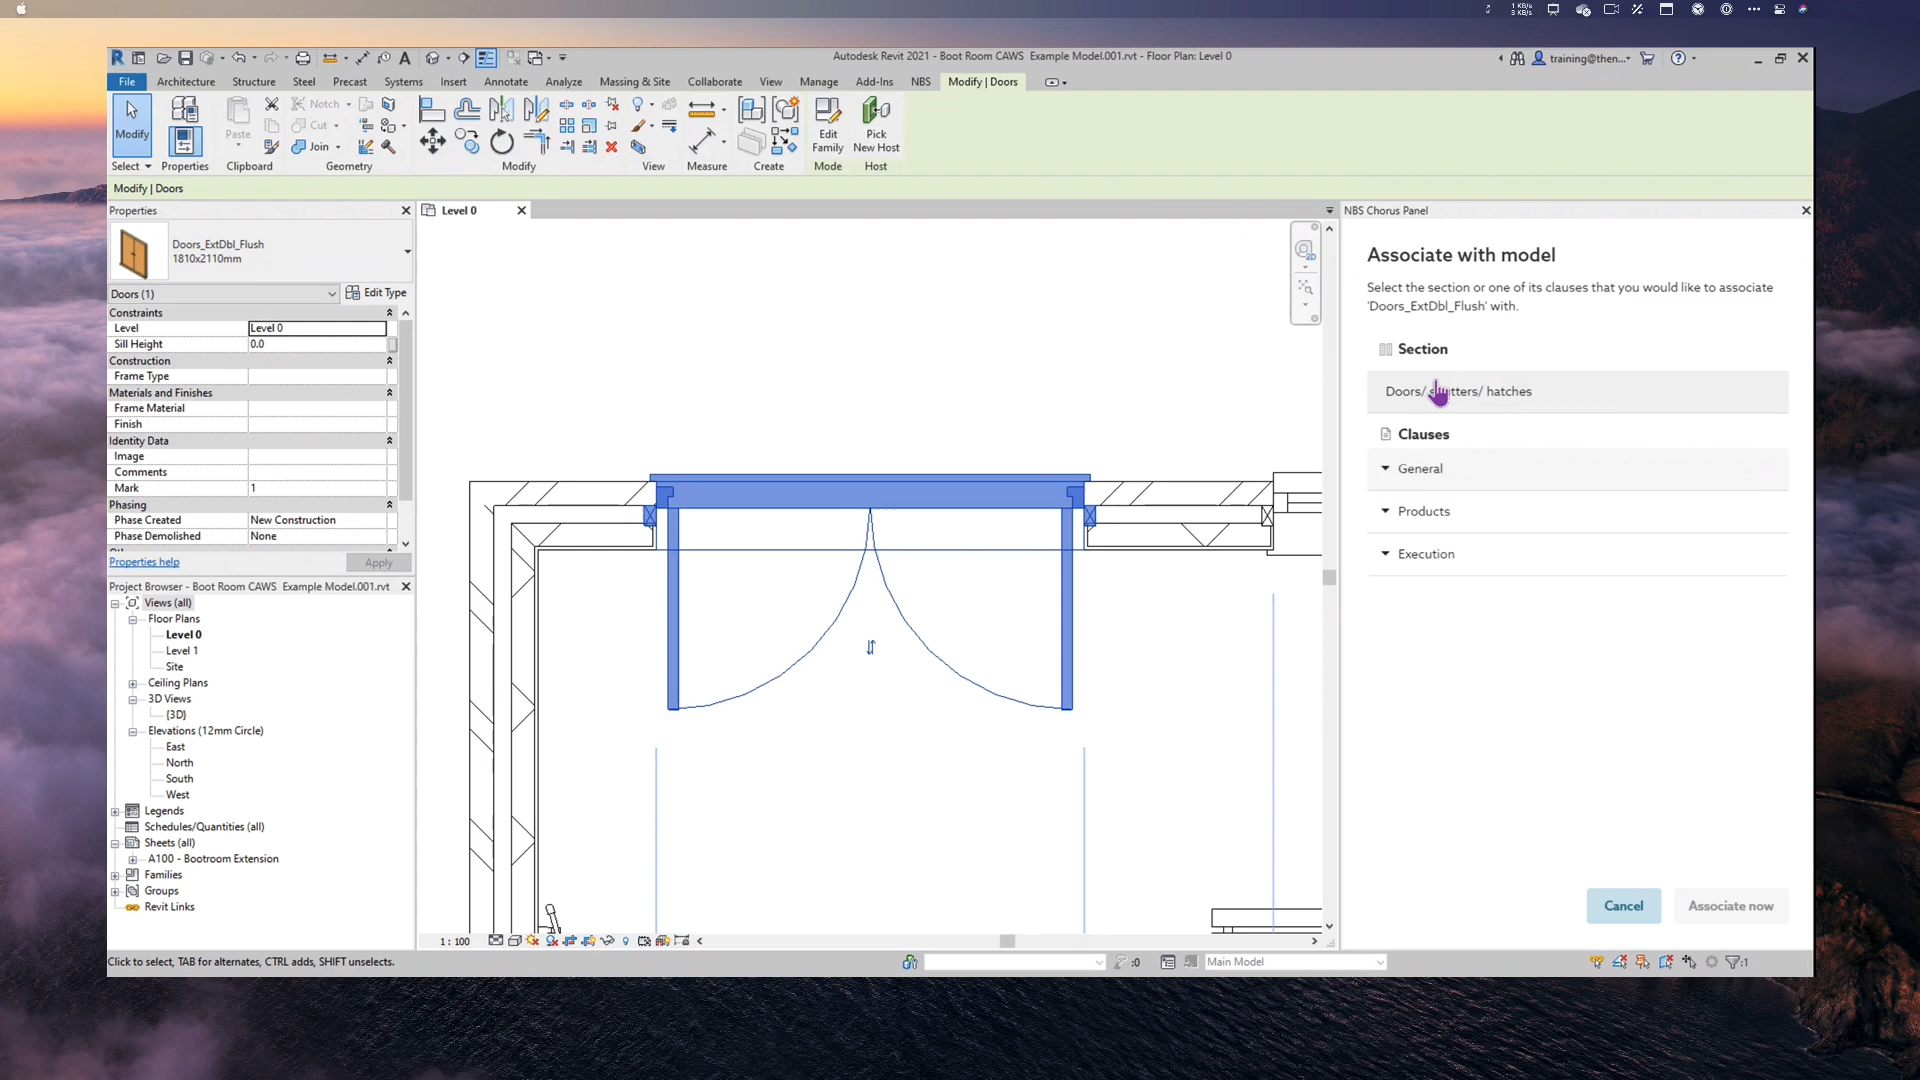 1 KB/s
3 KB/s
Autodesk Revit 2021 - Boot Room CAWS Example Model.001.rvt - Floor Plan: Level 0
training@then...
File Architecture Structure Steel Precast Systems Insert Annotate Analyze Massing & Site Collaborate View Manage Add-Ins NBS Modify | Doors
Modify
Paste
Notch
Cut
Join
Edit Family
Pick New Host
Select Properties Clipboard Geometry Modify View Measure Create Mode Host
Modify | Doors
Properties
Doors_ExtDbl_Flush
1810x2110mm
Doors (1) Edit Type
Constraints
Level Level 0
Sill Height 0.0
Construction
Frame Type
Materials and Finishes
Frame Material
Finish
Identity Data
Image
Comments
Mark 1
Phasing
Phase Created New Construction
Phase Demolished None
Properties help Apply
Project Browser - Boot Room CAWS Example Model.001.rvt
Views (all)
Floor Plans
Level 0
Level 1
Site
Ceiling Plans
3D Views
{3D}
Elevations (12mm Circle)
East
North
South
West
Legends
Schedules/Quantities (all)
Sheets (all)
A100 - Bootroom Extension
Families
Groups
Revit Links
Level 0
2D
1 : 100
NBS Chorus Panel
Associate with model
Select the section or one of its clauses that you would like to associate
'Doors_ExtDbl_Flush' with.
Section
Doors/ shutters/ hatches
Clauses
General
Products
Execution
Cancel Associate now
Click to select, TAB for alternates, CTRL adds, SHIFT unselects.
:0
Main Model
:1